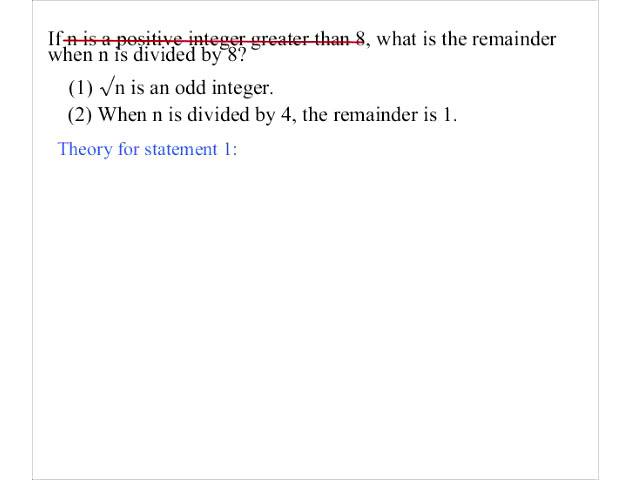 If n is a positive integer greater than 8, what is the remainder
when n is divided by 8?
(1) √n is an odd integer.
(2) When n is divided by 4, the remainder is 1.
Theory for statement 1: